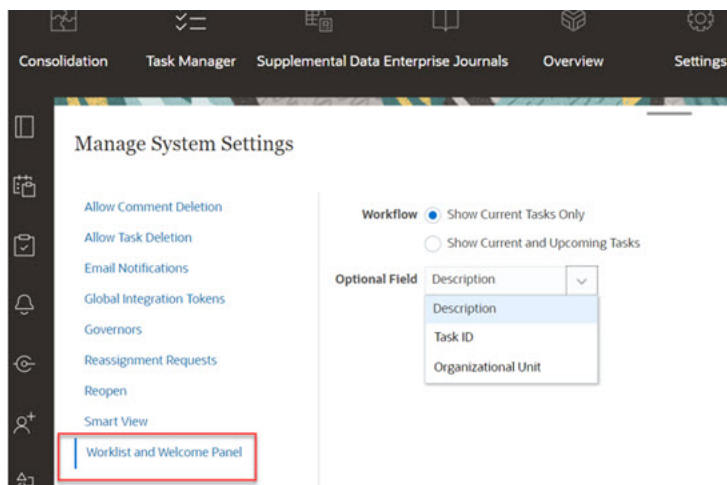 Consolidation Task Manager Supplemental Data Enterprise Journals Overview Settings
Manage System Settings
Allow Comment Deletion
Allow Task Deletion
Email Notifications
Global Integration Tokens
Governors
Reassignment Requests
Reopen
Smart View
Worklist and Welcome Panel
Workflow Show Current Tasks Only
Show Current and Upcoming Tasks
Optional Field Description
Description
Task ID
Organizational Unit